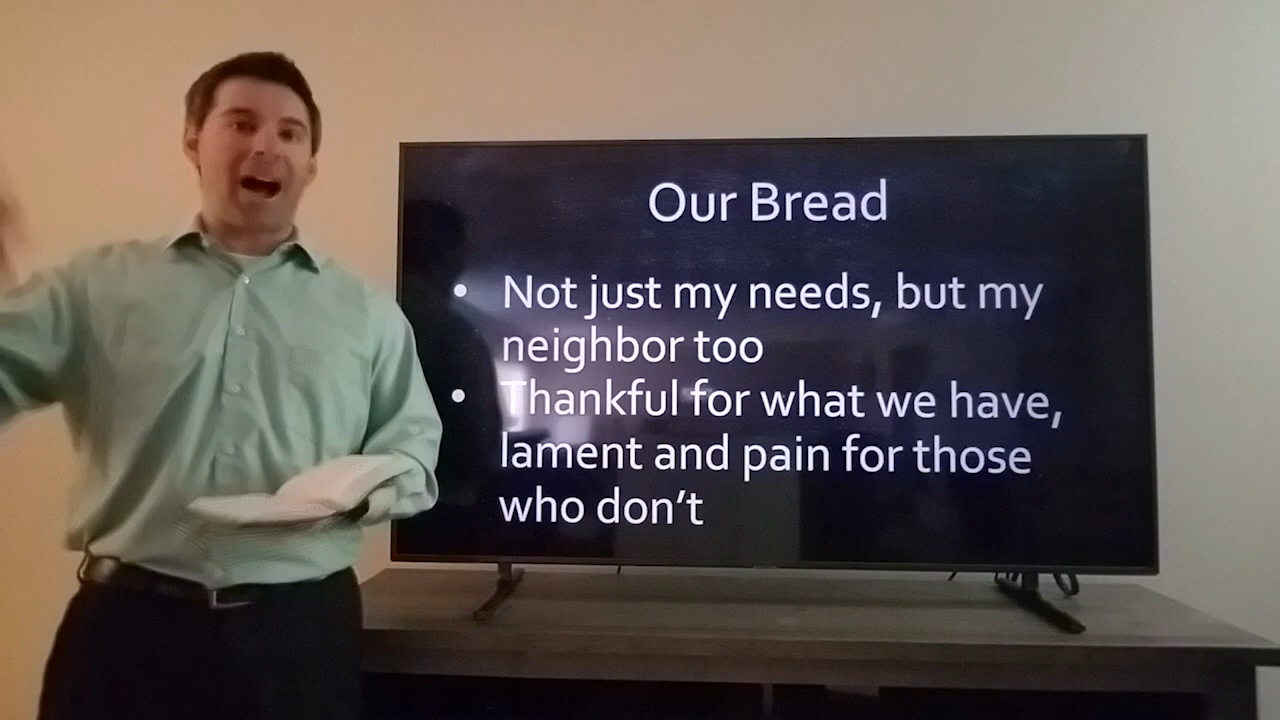 Our Bread
• Not just my needs, but my
neighbor too
• Thankful for what we have,
lament and pain for those
who don't